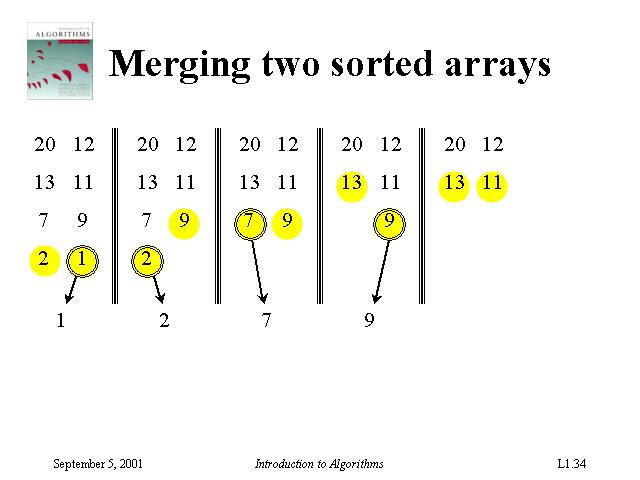 ALGORITHMS
Merging two sorted arrays
20 12 20 12 20 12 20 12 20 12
13 11 13 11 13 11 13 11 13 11
7 9 7 9 7 9 9
2 1 2
1 2 7 9
September 5, 2001 Introduction to Algorithms L1.34